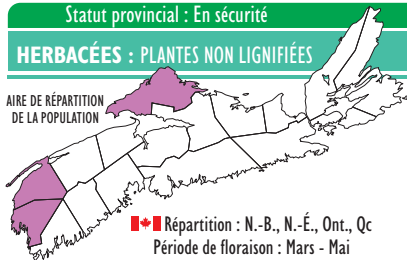 Statut provincial : En sécurité
HERBACÉES : PLANTES NON LIGNIFIÉES
AIRE DE RÉPARTITION
DE LA POPULATION
Répartition : N.-B., N.-É., Ont., Qc
Période de floraison : Mars - Mai